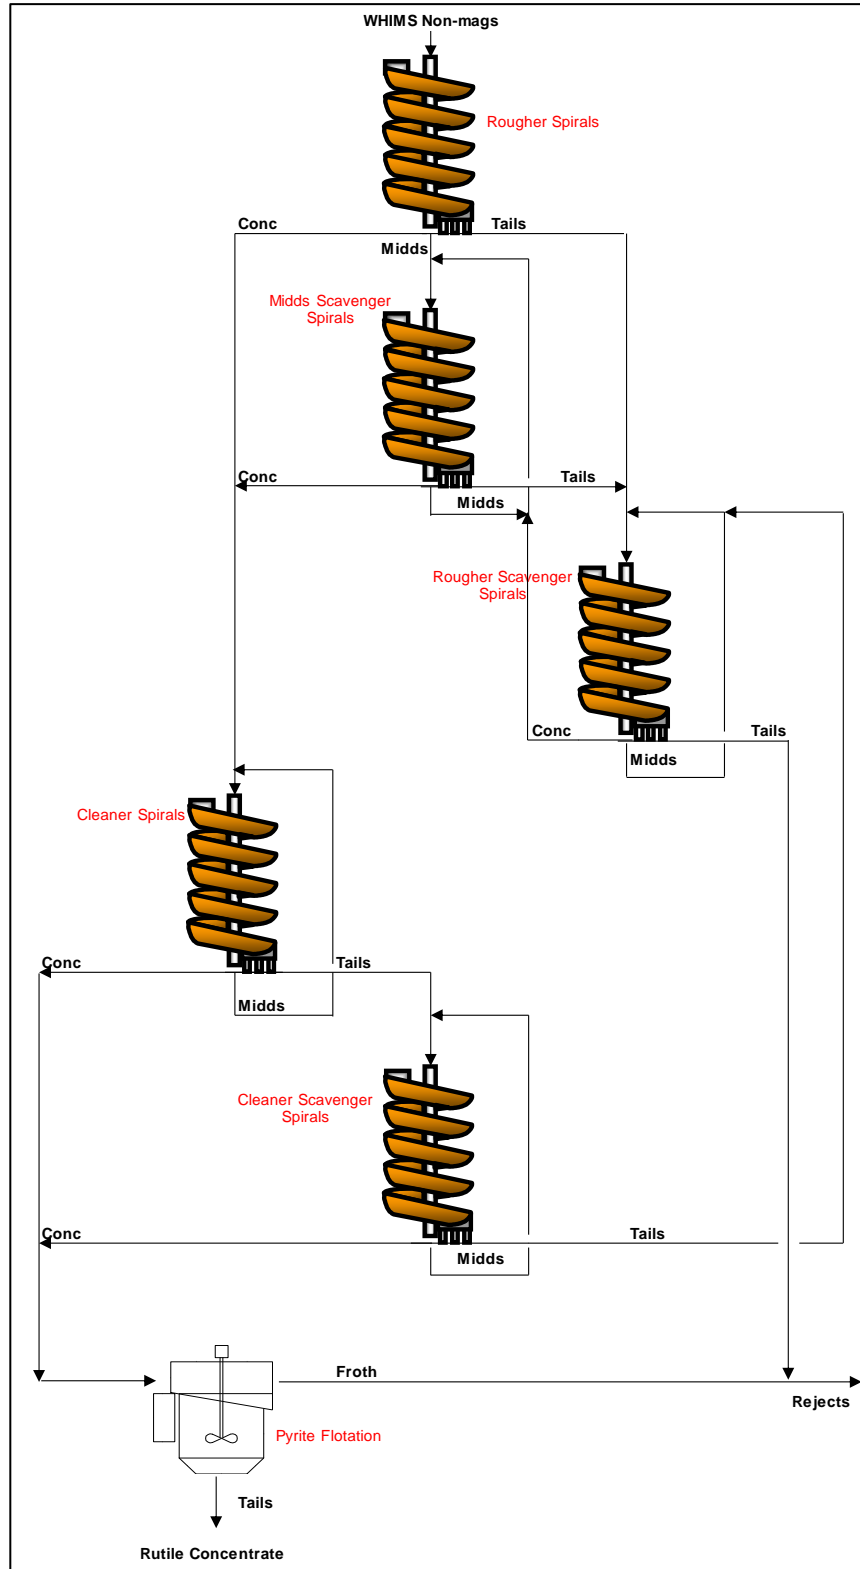 WHIMS Non-mags
Rougher Spirals
Conc
Tails
Midds
Midds Scavenger
Spirals
Conc
Tails
Midds
Rougher Scavenger
Spirals
Conc
Tails
Midds
Cleaner Spirals
Conc
Tails
Midds
Cleaner Scavenger
Spirals
Conc
Tails
Midds
Froth
Rejects
Pyrite Flotation
Tails
Rutile Concentrate